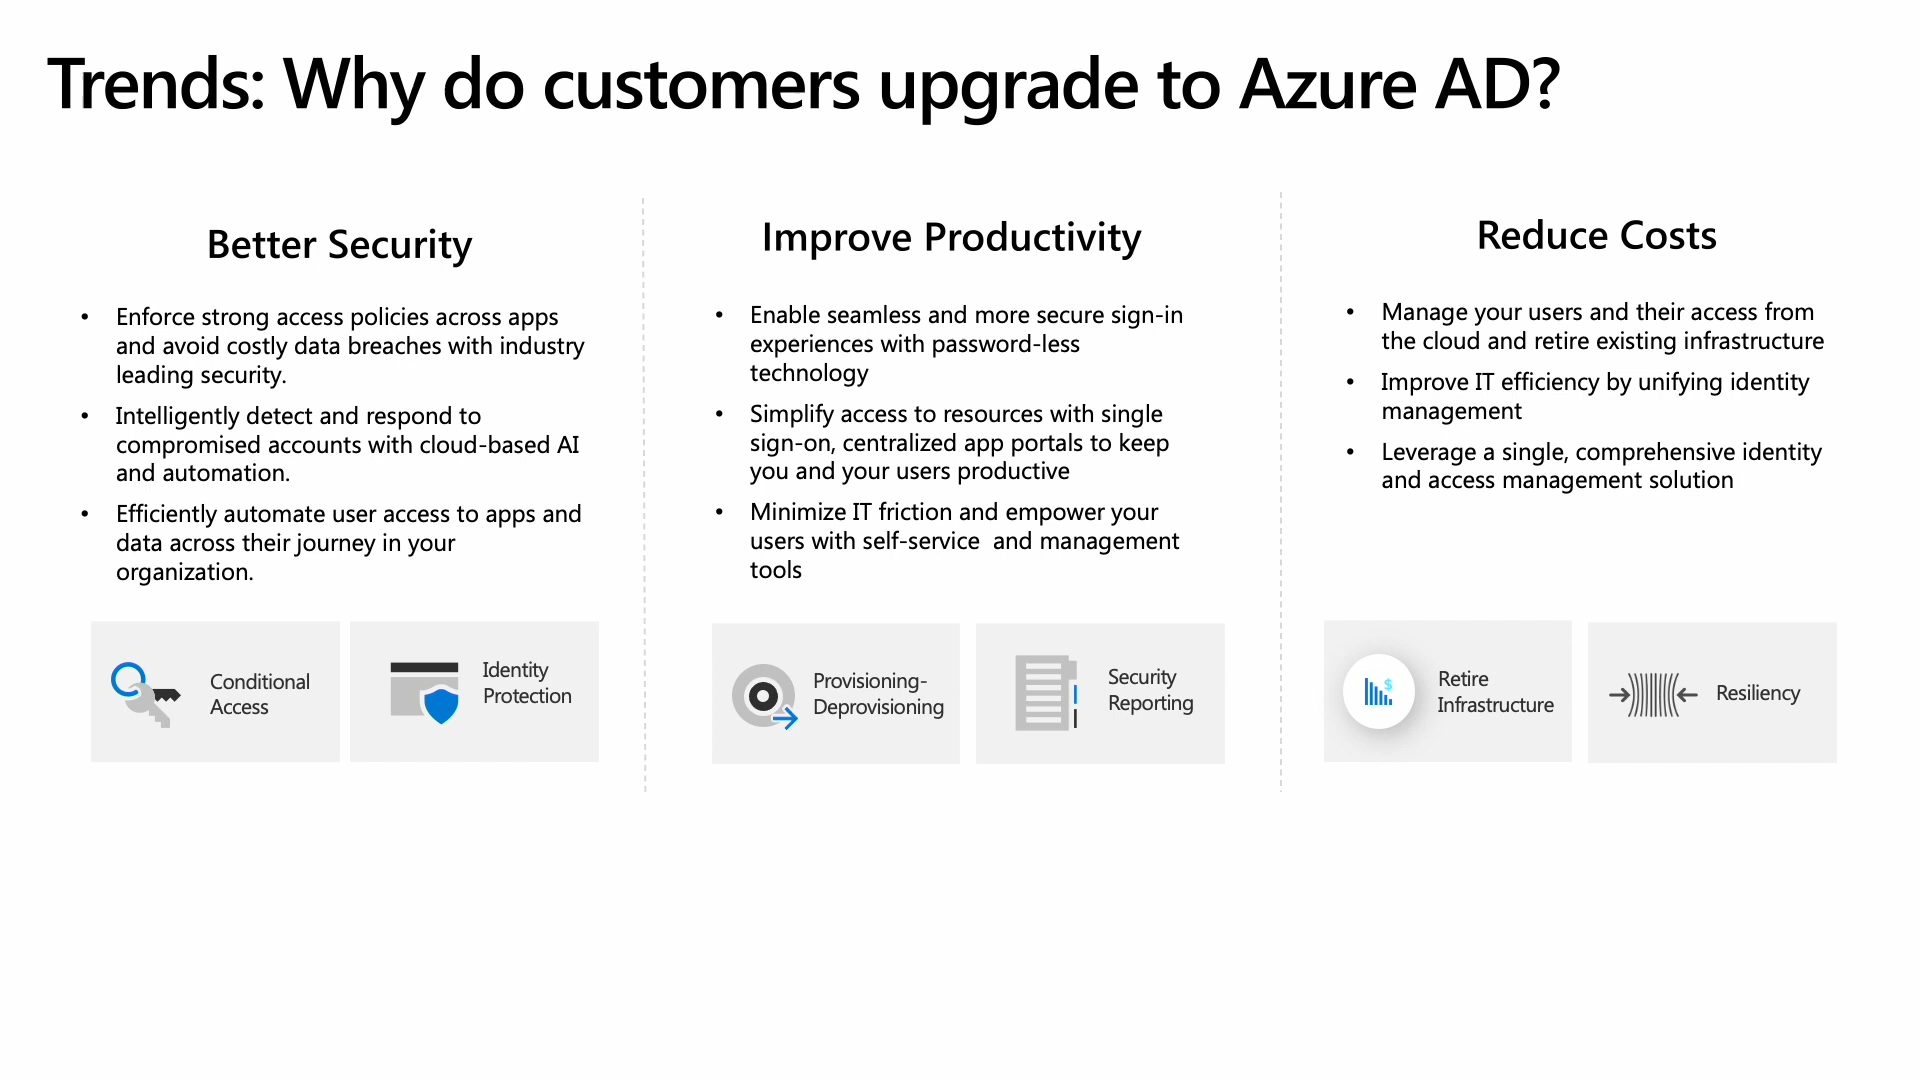 Trends: Why do customers upgrade to Azure AD?
Better Security
• Enforce strong access policies across apps
and avoid costly data breaches with industry
leading security.
• Intelligently detect and respond to
compromised accounts with cloud-based AI
and automation.
• Efficiently automate user access to apps and
data across their journey in your
organization.
Conditional
Access
Identity
Protection
Improve Productivity
• Enable seamless and more secure sign-in
experiences with password-less
technology
• Simplify access to resources with single
sign-on, centralized app portals to keep
you and your users productive
• Minimize IT friction and empower your
users with self-service  and management
tools
Provisioning-
Deprovisioning
Security
Reporting
Reduce Costs
• Manage your users and their access from
the cloud and retire existing infrastructure
• Improve IT efficiency by unifying identity
management
• Leverage a single, comprehensive identity
and access management solution
$
Retire
Infrastructure
Resiliency